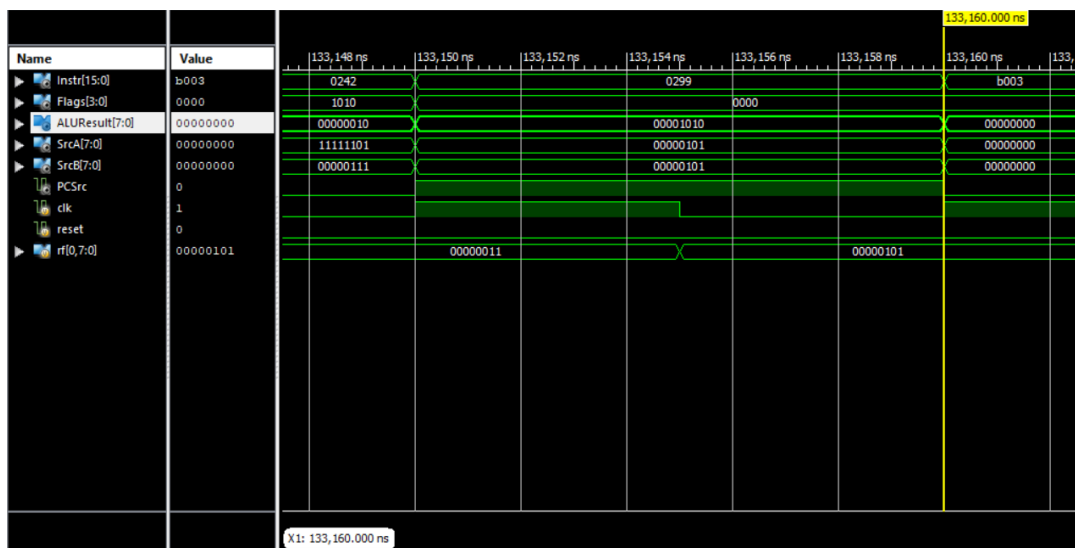 133,160.000 ns
Name Value 133,148 ns 133,150 ns 133,152 ns 133,154 ns 133,156 ns 133,158 ns 133,160 ns 133,
Instr[15:0] b003 0242 0299 b003
Flags[3:0] 0000 1010 0000
ALUResult[7:0] 00000000 00000010 00001010 00000000
SrcA[7:0] 00000000 11111101 00000101 00000000
SrcB[7:0] 00000000 00000111 00000101 00000000
PCSrc 0
clk 1
reset 0
rf[0,7:0] 00000101 00000011 00000101
X1: 133,160.000 ns